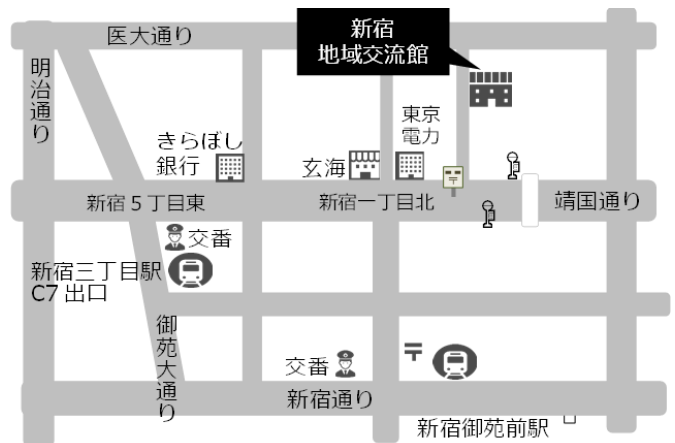 医大通り
新宿
地域交流館
明治通り
東京
電力
きらぼし
銀行
玄海
〒
新宿5丁目東
新宿一丁目北
靖国通り
交番
新宿三丁目駅
C7出口
御苑大通り
交番
〒
新宿通り
新宿御苑前駅